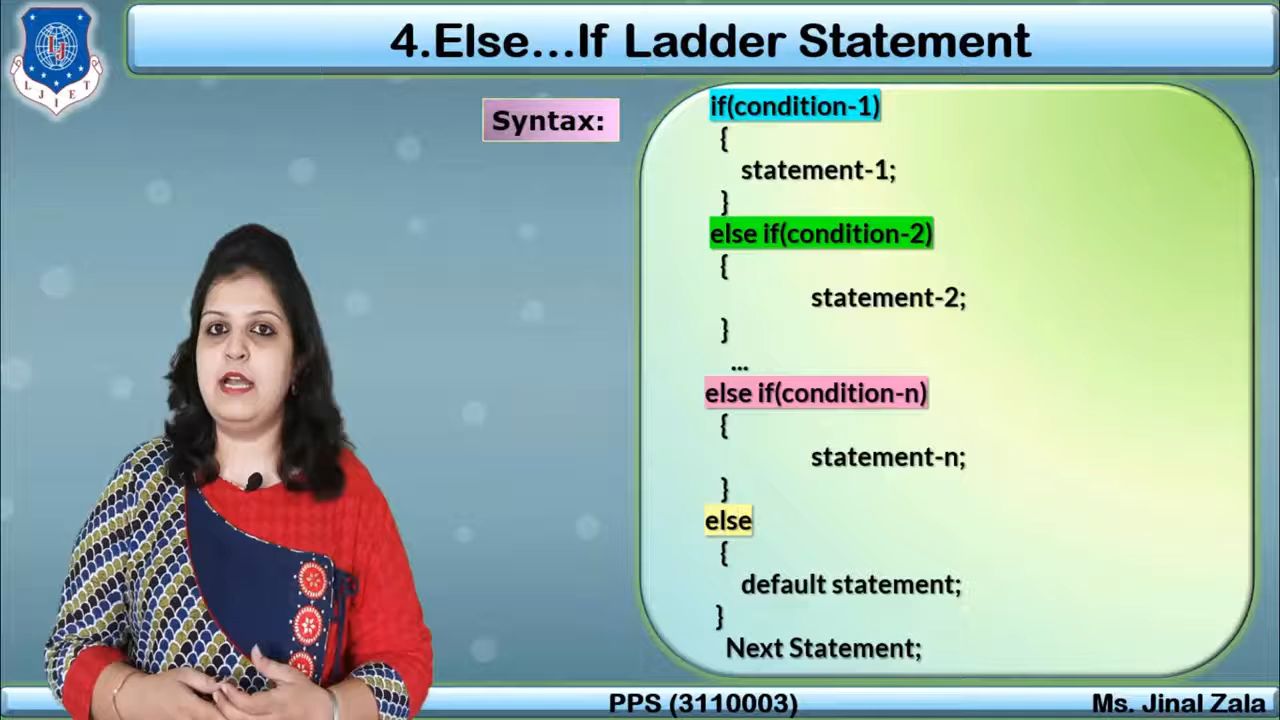 LJIET
4.Else...If Ladder Statement
Syntax:
if(condition-1)
{
statement-1;
}
else if(condition-2)
{
statement-2;
}
...
else if(condition-n)
{
statement-n;
}
else
{
default statement;
}
Next Statement;
PPS (3110003)
Ms. Jinal Zala